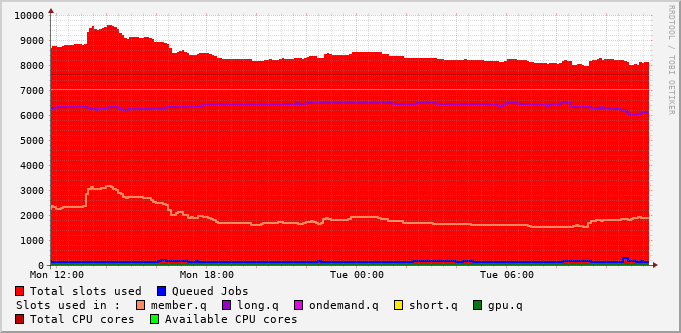 10000
9000
8000
7000
6000
5000
4000
3000
2000
1000
0
Mon 12:00 Mon 18:00 Tue 00:00 Tue 06:00
Total slots used Queued Jobs
Slots used in : member.q long.q ondemand.q short.q gpu.q
Total CPU cores Available CPU cores
RRDTOOL / TOBI OETIKER